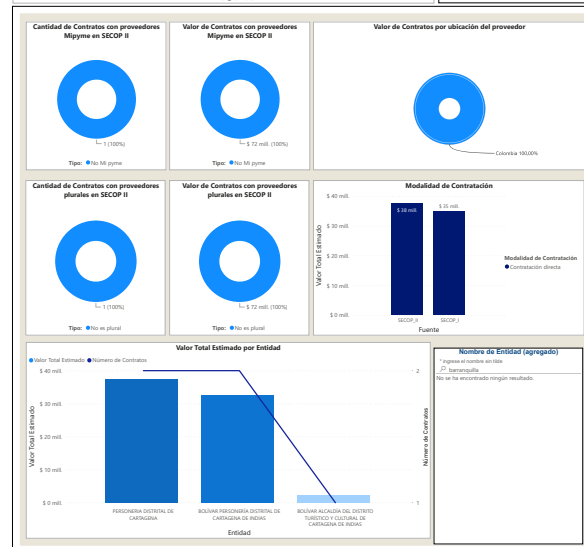 Cantidad de Contratos con proveedores
Mipyme en SECOP II
1 (100%)
Tipo: No Mi pyme
Valor de Contratos con proveedores
Mipyme en SECOP II
$ 72 mill. (100%)
Tipo: No Mi pyme
Valor de Contratos por ubicación del proveedor
Colombia 100,00%
Cantidad de Contratos con proveedores
plurales en SECOP II
1 (100%)
Tipo: No es plural
Valor de Contratos con proveedores
plurales en SECOP II
$ 72 mill. (100%)
Tipo: No es plural
Modalidad de Contratación
Valor Total Estimado
$ 40 mill.
$ 30 mill.
$ 20 mill.
$ 10 mill.
$ 0 mill.
$ 38 mill.
$ 35 mill.
SECOP_II
SECOP_I
Fuente
Modalidad de Contratación
Contratación directa
Valor Total Estimado por Entidad
Valor Total Estimado Número de Contratos
Valor Total Estimado
$ 40 mill.
$ 30 mill.
$ 20 mill.
$ 10 mill.
$ 0 mill.
2
1
Número de Contratos
PERSONERIA DISTRITAL DE
CARTAGENA
BOLÍVAR PERSONERÍA DISTRITAL DE
CARTAGENA DE INDIAS
BOLÍVAR ALCALDÍA DEL DISTRITO
TURÍSTICO Y CULTURAL DE
CARTAGENA DE INDIAS
Entidad
Nombre de Entidad (agregado)
* Ingrese el nombre sin tilde
barranquilla
No se ha encontrado ningún resultado.